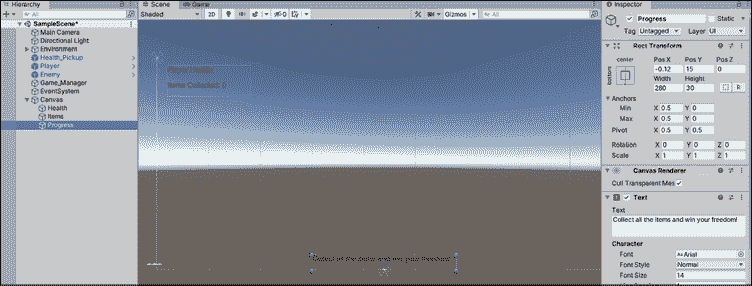 Hierarchy
All
SampleScene*
Main Camera
Directional Light
Environment
Health_Pickup
Player
Enemy
Game_Manager
EventSystem
Canvas
Health
Items
Progress
Scene
Game
Shaded
2D
Gizmos
All
Player Health:
Items Collected: 0
Collect all the items and win your freedom!
Inspector
Progress
Static
Tag Untagged
Layer UI
Rect Transform
center
bottom
Pos X
Pos Y
Pos Z
-0.12
15
0
Width
Height
280
30
R
Anchors
Min X 0.5 Y 0
Max X 0.5 Y 0
Pivot X 0.5 Y 0.5
Rotation X 0 Y 0 Z 0
Scale X 1 Y 1 Z 1
Canvas Renderer
Cull Transparent Mes
Text
Text
Collect all the items and win your freedom!
Character
Font Arial
Font Style Normal
Font Size 14